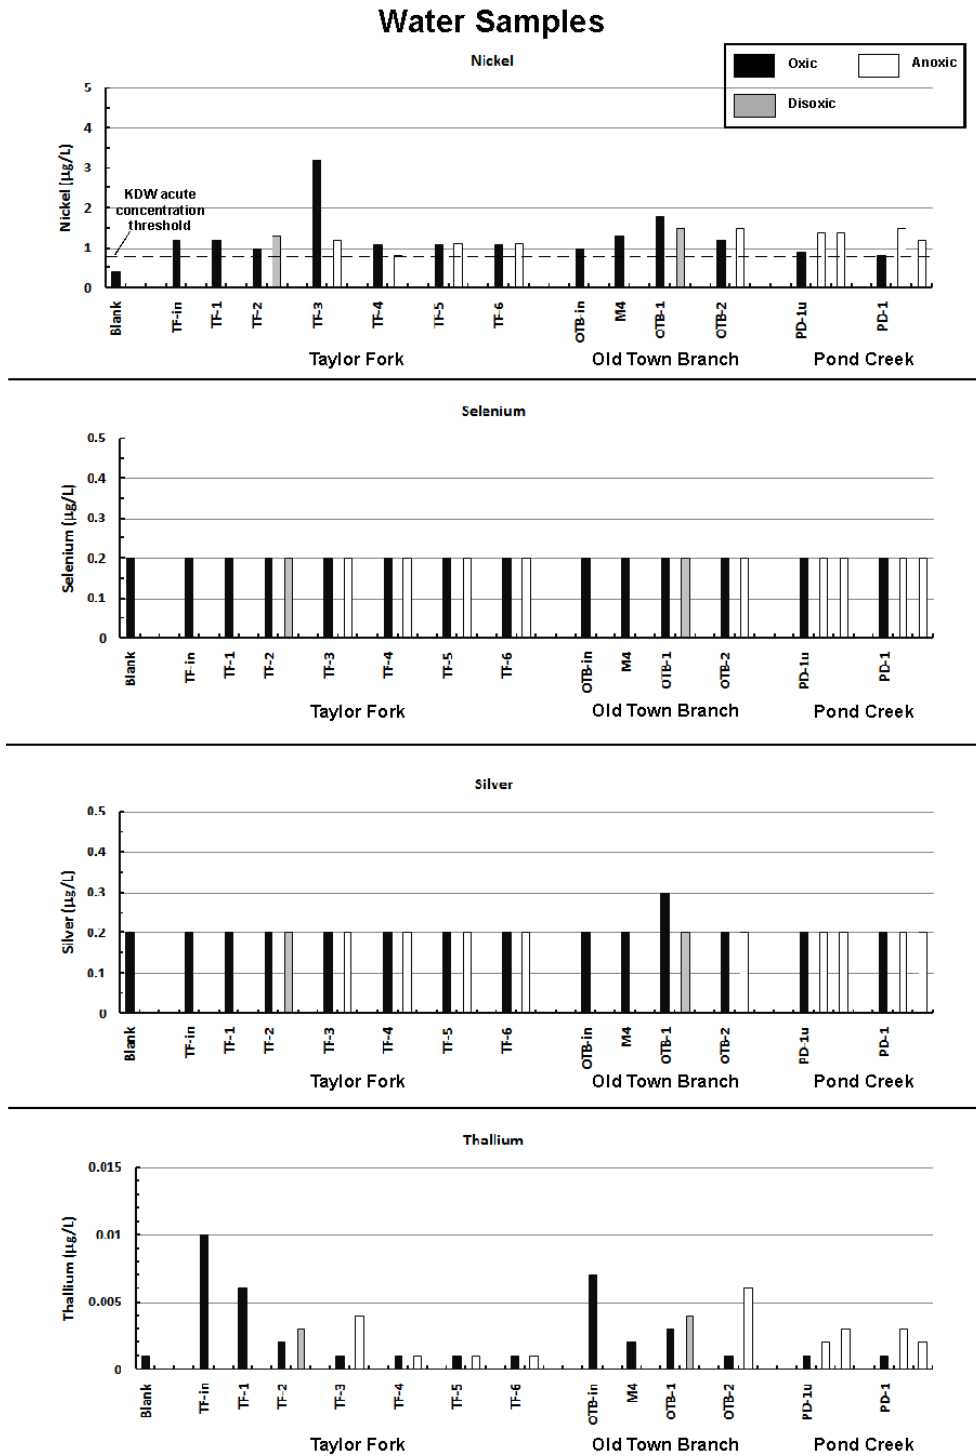 Water Samples
Nickel
Oxic
Anoxic
Disoxic
Nickel (µg/L)
5
4
3
2
1
0
KDW acute
concentration
threshold
Blank
TF-in
TF-1
TF-2
TF-3
TF-4
TF-5
TF-6
OTB-in
M4
OTB-1
OTB-2
PD-1u
PD-1
Taylor Fork
Old Town Branch
Pond Creek
Selenium
Selenium (µg/L)
0.5
0.4
0.3
0.2
0.1
0
Blank
TF-in
TF-1
TF-2
TF-3
TF-4
TF-5
TF-6
OTB-in
M4
OTB-1
OTB-2
PD-1u
PD-1
Taylor Fork
Old Town Branch
Pond Creek
Silver
Silver (µg/L)
0.5
0.4
0.3
0.2
0.1
0
Blank
TF-in
TF-1
TF-2
TF-3
TF-4
TF-5
TF-6
OTB-in
M4
OTB-1
OTB-2
PD-1u
PD-1
Taylor Fork
Old Town Branch
Pond Creek
Thallium
Thallium (µg/L)
0.015
0.01
0.005
0
Blank
TF-in
TF-1
TF-2
TF-3
TF-4
TF-5
TF-6
OTB-in
M4
OTB-1
OTB-2
PD-1u
PD-1
Taylor Fork
Old Town Branch
Pond Creek